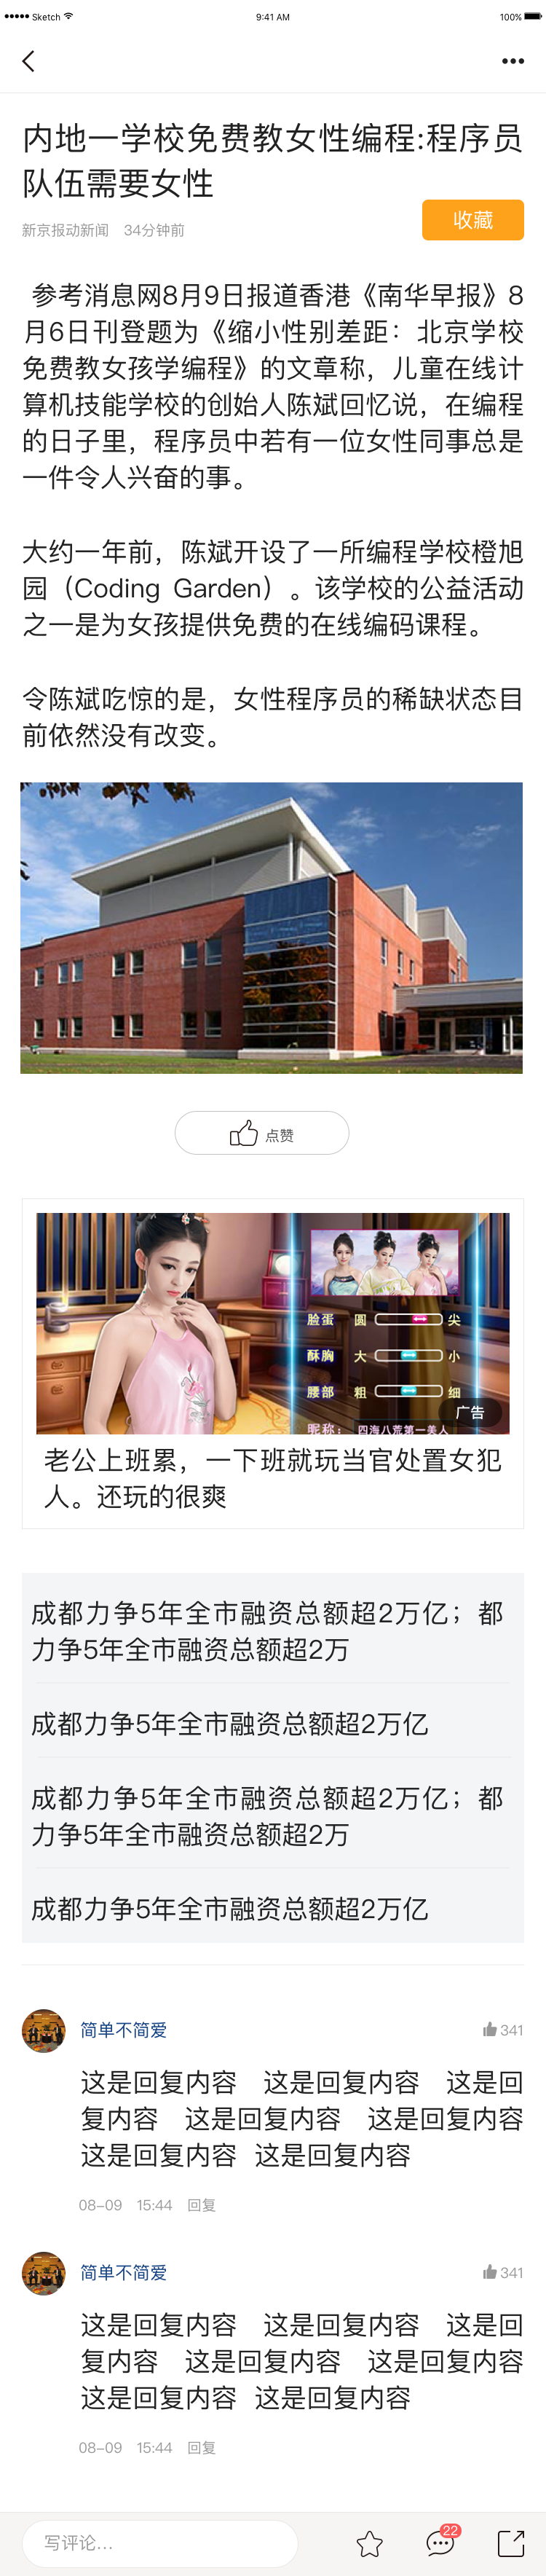 Sketch
9:41 AM
100%
内地一学校免费教女性编程:程序员
队伍需要女性
新京报动新闻 34分钟前
收藏
参考消息网8月9日报道香港《南华早报》8
月6日刊登题为《缩小性别差距：北京学校
免费教女孩学编程》的文章称，儿童在线计
算机技能学校的创始人陈斌回忆说，在编程
的日子里，程序员中若有一位女性同事总是
一件令人兴奋的事。
大约一年前，陈斌开设了一所编程学校橙旭
园（Coding Garden）。该学校的公益活动
之一是为女孩提供免费的在线编码课程。
令陈斌吃惊的是，女性程序员的稀缺状态目
前依然没有改变。
点赞
脸蛋 圆 尖
酥胸 大 小
腰部 粗 细
昵称： 四海八荒第一美人
广告
老公上班累，一下班就玩当官处置女犯
人。还玩的很爽
成都力争5年全市融资总额超2万亿；都
力争5年全市融资总额超2万
成都力争5年全市融资总额超2万亿
成都力争5年全市融资总额超2万亿；都
力争5年全市融资总额超2万
成都力争5年全市融资总额超2万亿
简单不简爱
341
这是回复内容 这是回复内容 这是回
复内容 这是回复内容 这是回复内容
这是回复内容 这是回复内容
08-09 15:44 回复
简单不简爱
341
这是回复内容 这是回复内容 这是回
复内容 这是回复内容 这是回复内容
这是回复内容 这是回复内容
08-09 15:44 回复
写评论...
22